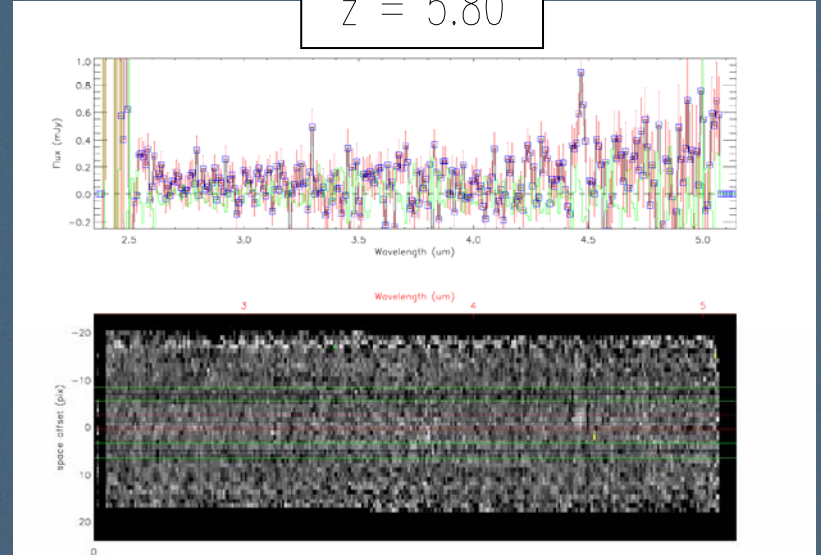 z = 5.80
1.0
0.8
0.6
0.4
0.2
0.0
-0.2
Flux (mJy)
2.5 3.0 3.5 4.0 4.5 5.0
Wavelength (um)
Wavelength (um)
3 4 5
-20
-10
0
10
20
space offset (pix)
0